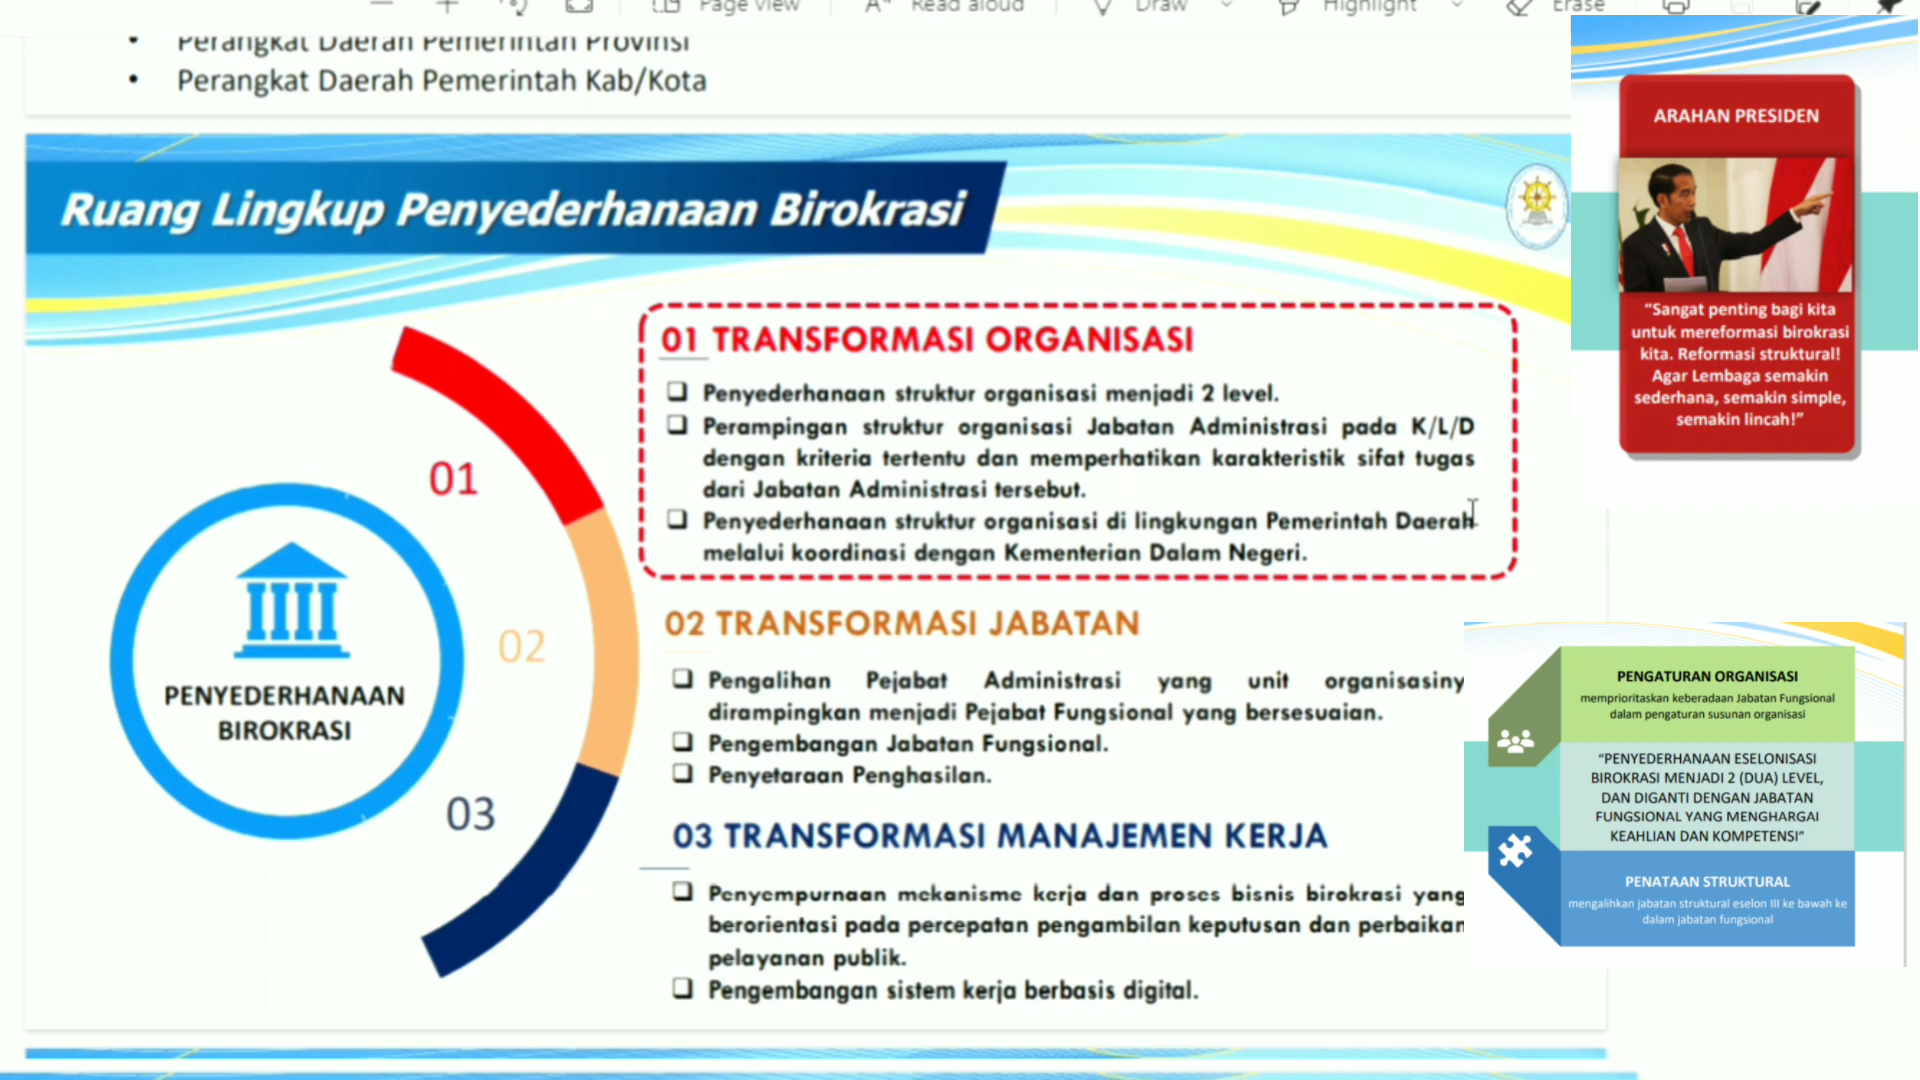 Page view
Read aloud
Draw
Highlight
Erase
Perangkat Daerah Pemerintah Provinsi
Perangkat Daerah Pemerintah Kab/Kota
Ruang Lingkup Penyederhanaan Birokrasi
01
02
03
PENYEDERHANAAN
BIROKRASI
01 TRANSFORMASI ORGANISASI
Penyederhanaan struktur organisasi menjadi 2 level.
Perampingan struktur organisasi Jabatan Administrasi pada K/L/D
dengan kriteria tertentu dan memperhatikan karakteristik sifat tugas
dari Jabatan Administrasi tersebut.
Penyederhanaan struktur organisasi di lingkungan Pemerintah Daerah
melalui koordinasi dengan Kementerian Dalam Negeri.
02 TRANSFORMASI JABATAN
Pengalihan Pejabat Administrasi yang unit organisasiny
dirampingkan menjadi Pejabat Fungsional yang bersesuaian.
Pengembangan Jabatan Fungsional.
Penyetaraan Penghasilan.
03 TRANSFORMASI MANAJEMEN KERJA
Penyempurnaan mekanisme kerja dan proses bisnis birokrasi yang
berorientasi pada percepatan pengambilan keputusan dan perbaikan
pelayanan publik.
Pengembangan sistem kerja berbasis digital.
ARAHAN PRESIDEN
“Sangat penting bagi kita
untuk mereformasi birokrasi
kita. Reformasi struktural!
Agar Lembaga semakin
sederhana, semakin simple,
semakin lincah!”
PENGATURAN ORGANISASI
memprioritaskan keberadaan Jabatan Fungsional
dalam pengaturan susunan organisasi
“PENYEDERHANAAN ESELONISASI
BIROKRASI MENJADI 2 (DUA) LEVEL,
DAN DIGANTI DENGAN JABATAN
FUNGSIONAL YANG MENGHARGAI
KEAHLIAN DAN KOMPETENSI”
PENATAAN STRUKTURAL
mengalihkan jabatan struktural eselon III ke bawah ke
dalam jabatan fungsional